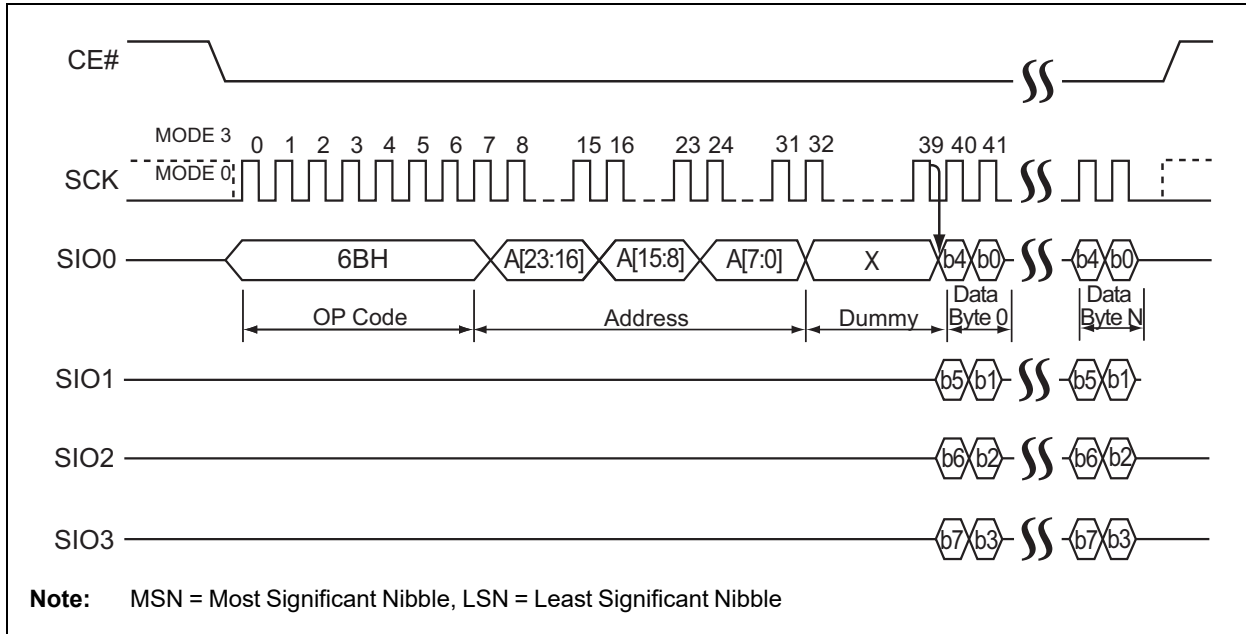 CE#
MODE 3
0 1 2 3 4 5 6 7 8 15 16 23 24 31 32 39 40 41
SCK MODE 0
SIO0 6BH A[23:16] A[15:8] A[7:0] X b4 b0 b4 b0
OP Code Address Dummy Data Byte 0 Data Byte N
SIO1 b5 b1 b5 b1
SIO2 b6 b2 b6 b2
SIO3 b7 b3 b7 b3
Note: MSN = Most Significant Nibble, LSN = Least Significant Nibble